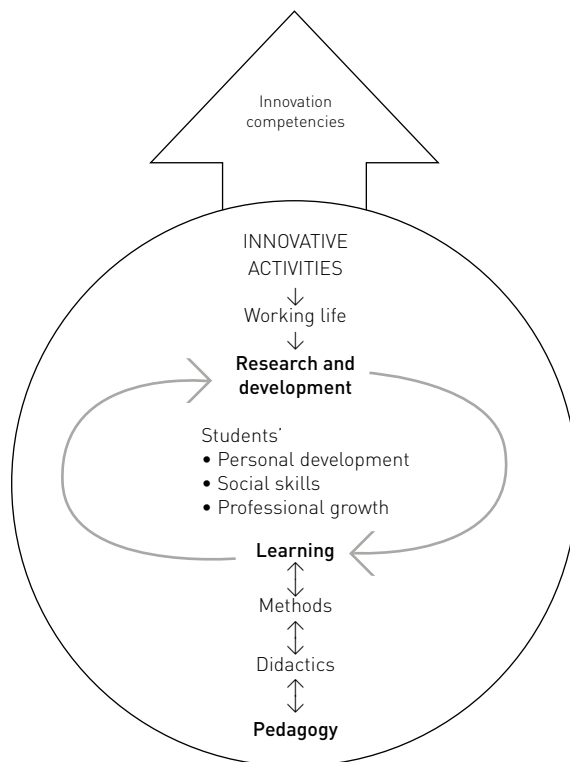 Innovation
competencies
INNOVATIVE
ACTIVITIES
Working life
Research and
development
Students’
• Personal development
• Social skills
• Professional growth
Learning
Methods
Didactics
Pedagogy